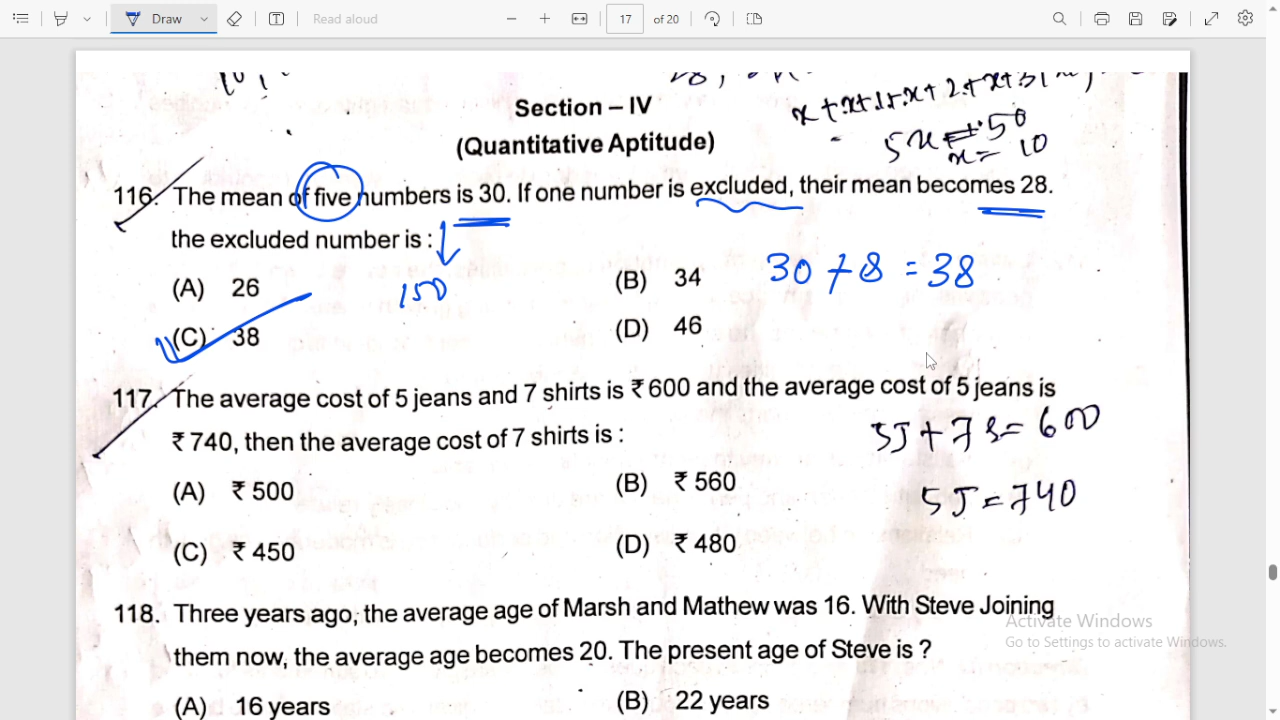 Draw
Read aloud
17 of 20
x + x+1+x+2+x+3
5x = 50
x = 10
Section – IV
(Quantitative Aptitude)
116. The mean of five numbers is 30. If one number is excluded, their mean becomes 28.
the excluded number is :
150
30 + 8 = 38
(A) 26
(B) 34
(C) 38
(D) 46
117. The average cost of 5 jeans and 7 shirts is ₹ 600 and the average cost of 5 jeans is
₹ 740, then the average cost of 7 shirts is :
5J + 7s = 600
5J = 740
(A) ₹ 500
(B) ₹ 560
(C) ₹ 450
(D) ₹ 480
118. Three years ago, the average age of Marsh and Mathew was 16. With Steve Joining
them now, the average age becomes 20. The present age of Steve is ?
(A) 16 years
(B) 22 years
Activate Windows
Go to Settings to activate Windows.